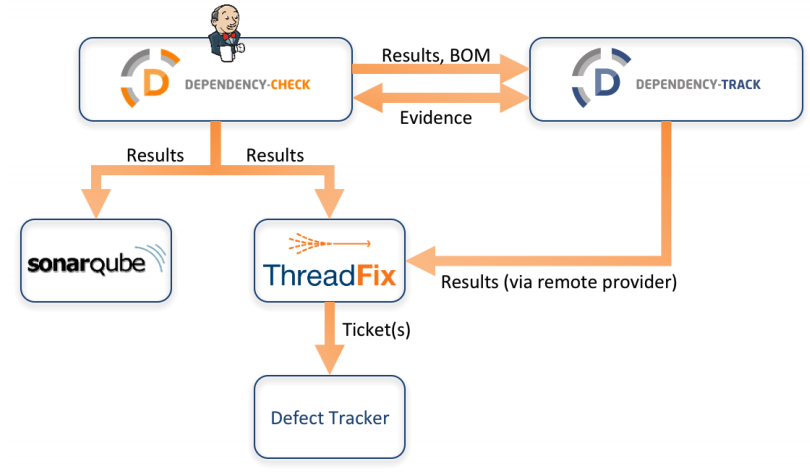 Results, BOM
D DEPENDENCY-CHECK
D DEPENDENCY-TRACK
Evidence
Results
Results
sonarqube
ThreadFix
Results (via remote provider)
Ticket(s)
Defect Tracker